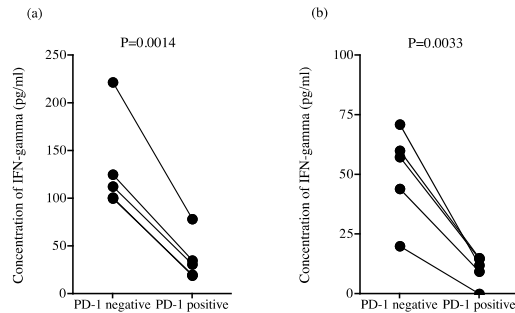 (a)
P=0.0014
Concentration of IFN-gamma (pg/ml)
250
200
150
100
50
0
PD-1 negative PD-1 positive
(b)
P=0.0033
Concentration of IFN-gamma (pg/ml)
100
75
50
25
0
PD-1 negative PD-1 positive